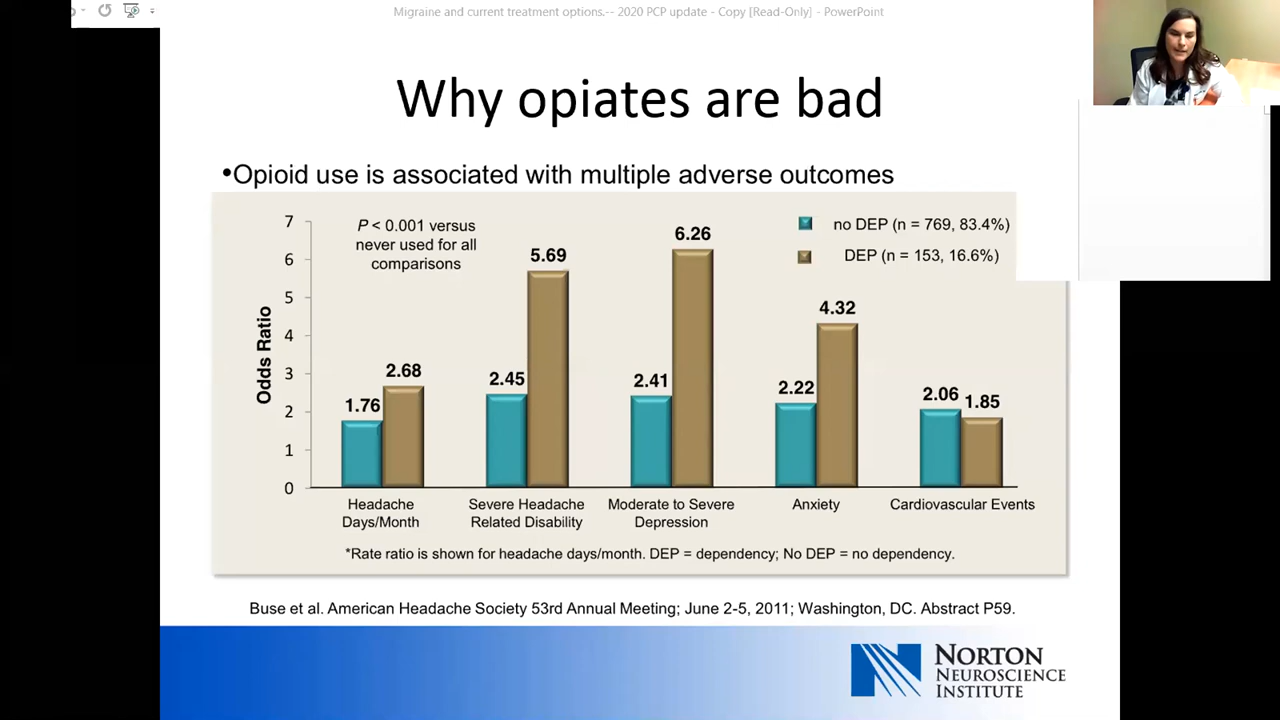 Migraine and current treatment options.-- 2020 PCP update - Copy [Read-Only] - PowerPoint
Why opiates are bad
•Opioid use is associated with multiple adverse outcomes
P < 0.001 versus
never used for all
comparisons
no DEP (n = 769, 83.4%)
DEP (n = 153, 16.6%)
Odds Ratio
7
6
5
4
3
2
1
0
1.76
2.68
2.45
5.69
2.41
6.26
2.22
4.32
2.06
1.85
Headache
Days/Month
Severe Headache
Related Disability
Moderate to Severe
Depression
Anxiety
Cardiovascular Events
*Rate ratio is shown for headache days/month. DEP = dependency; No DEP = no dependency.
Buse et al. American Headache Society 53rd Annual Meeting; June 2-5, 2011; Washington, DC. Abstract P59.
NORTON
NEUROSCIENCE
INSTITUTE